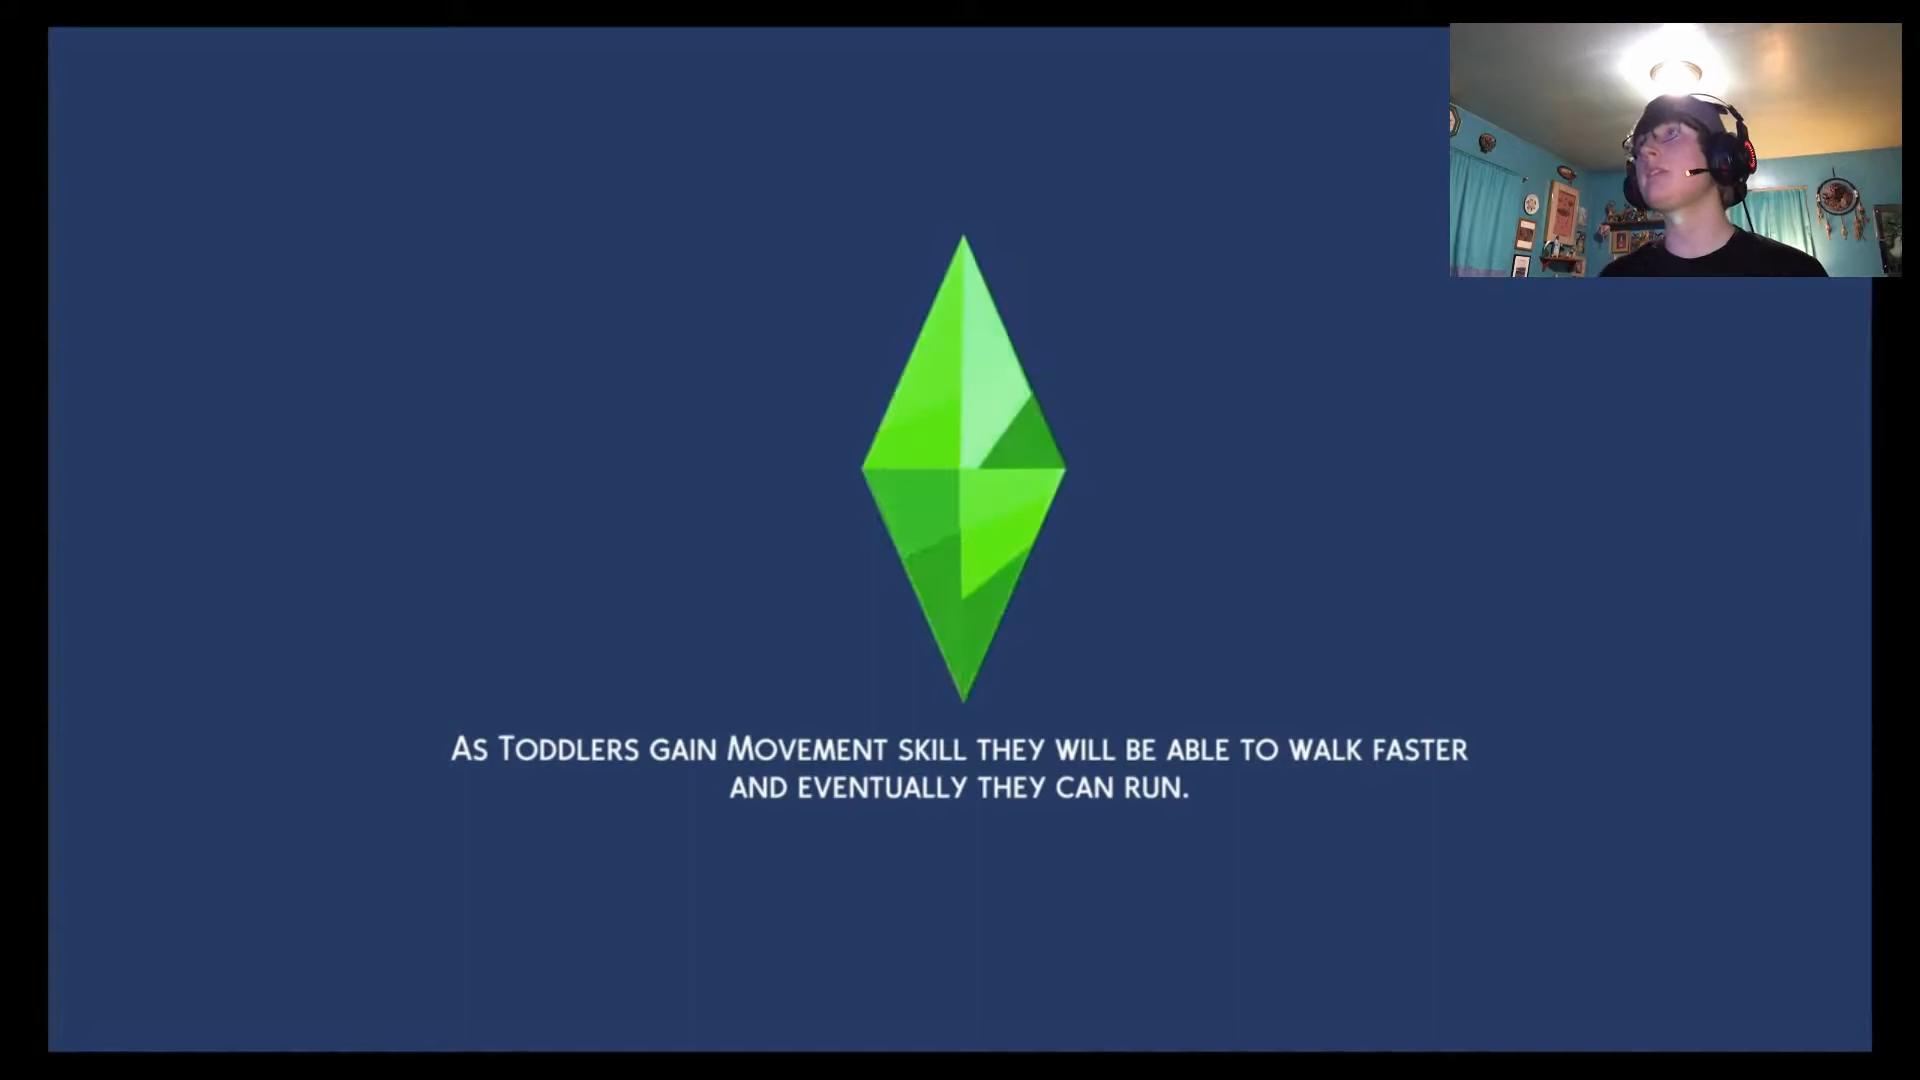 As Toddlers gain Movement skill they will be able to walk faster
and eventually they can run.